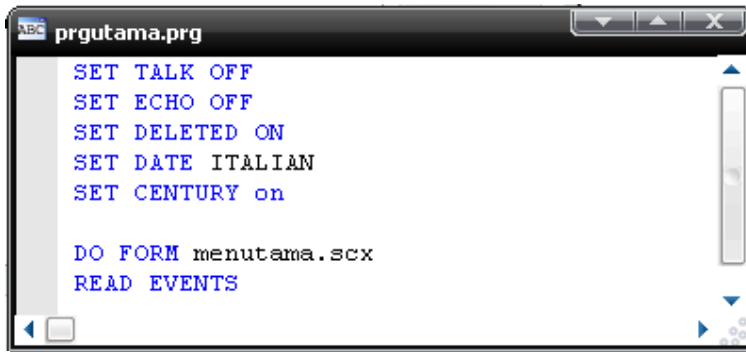 ABC prgutama.prg
SET TALK OFF
SET ECHO OFF
SET DELETED ON
SET DATE ITALIAN
SET CENTURY on
DO FORM menutama.scx
READ EVENTS